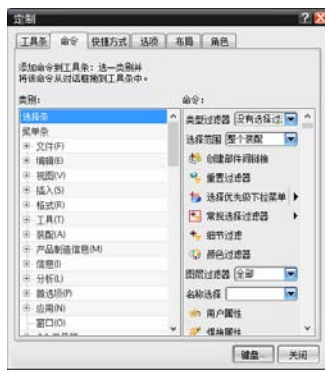 定制
工具条 命令 快捷方式 选项 布局 角色
添加命令到工具条：选一类别并
将该命令从对话框拖到工具条中。
类别：
选择条
菜单条
文件(F)
编辑(E)
视图(V)
插入(S)
格式(R)
工具(T)
装配(A)
产品制造信息(M)
信息(I)
分析(L)
首选项(P)
应用(N)
窗口(O)
命令：
类型过滤器 没有选择过
选择范围 整个装配
创建部件间链接
重置过滤器
选择优先级下拉菜单
常规选择过滤器
细节过滤
颜色过滤器
图层过滤器 全部
名称选择
用户属性
键盘... 关闭